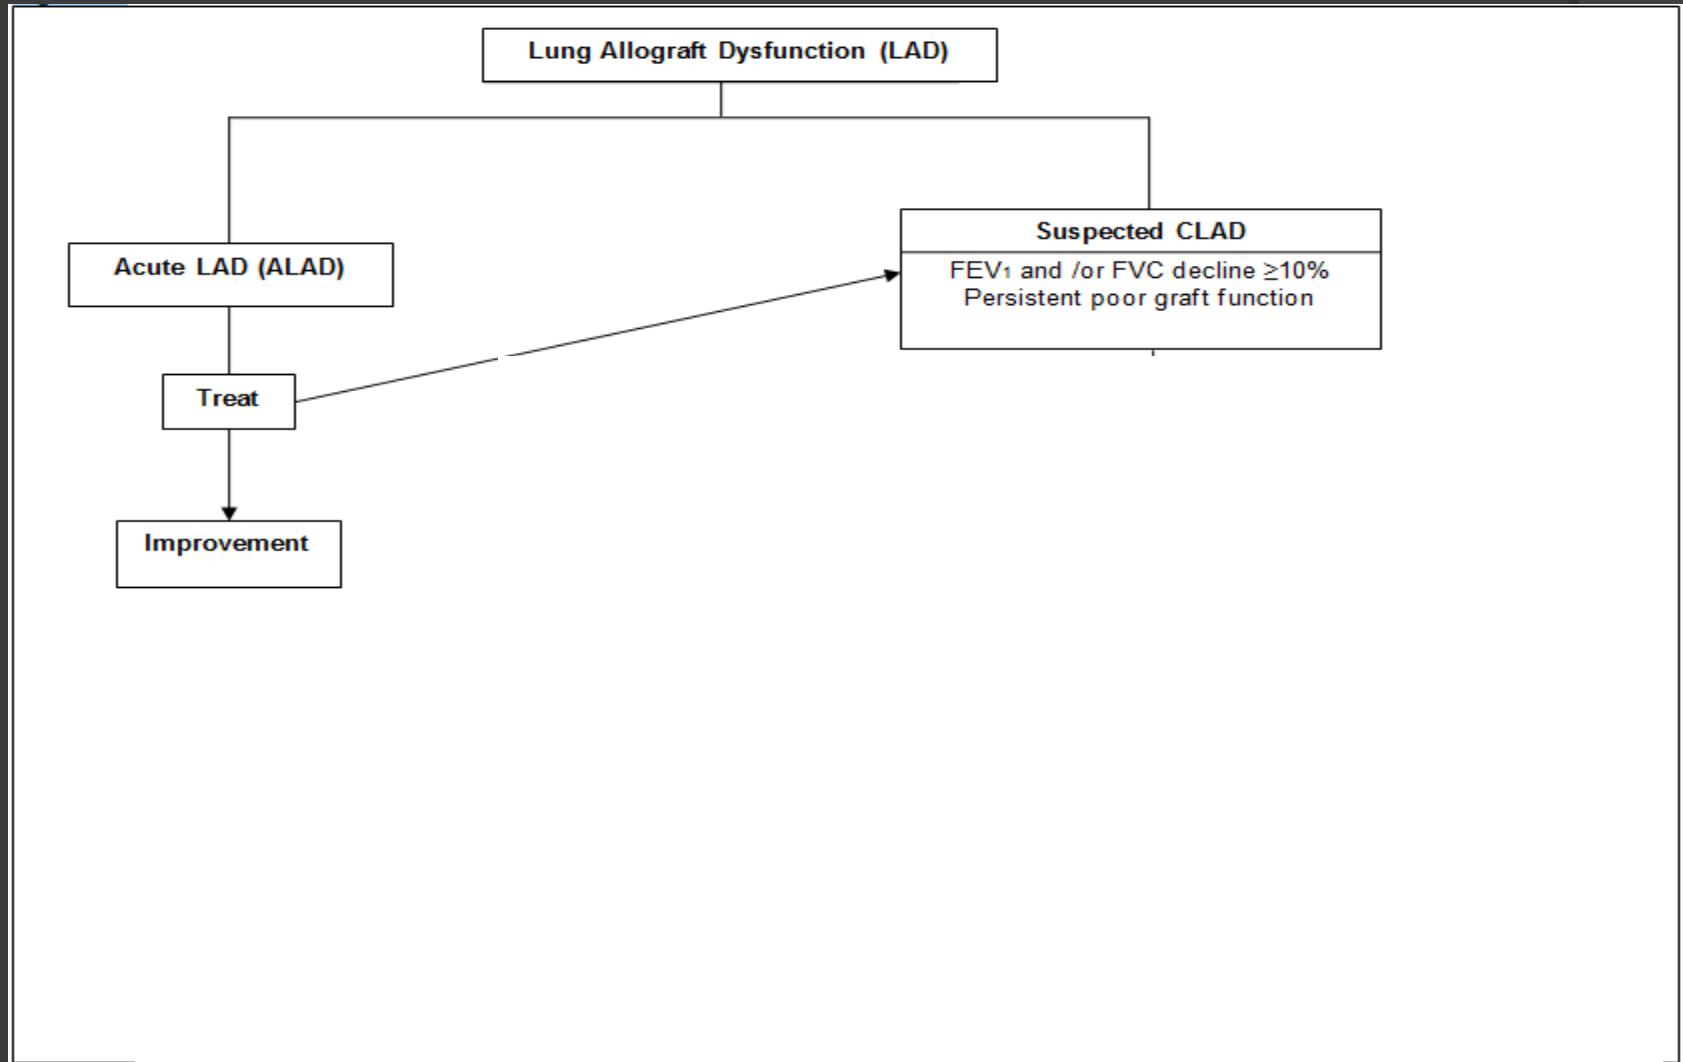 Lung Allograft Dysfunction (LAD)
Acute LAD (ALAD)
Suspected CLAD
FEV₁ and /or FVC decline ≥10%
Persistent poor graft function
Treat
Improvement